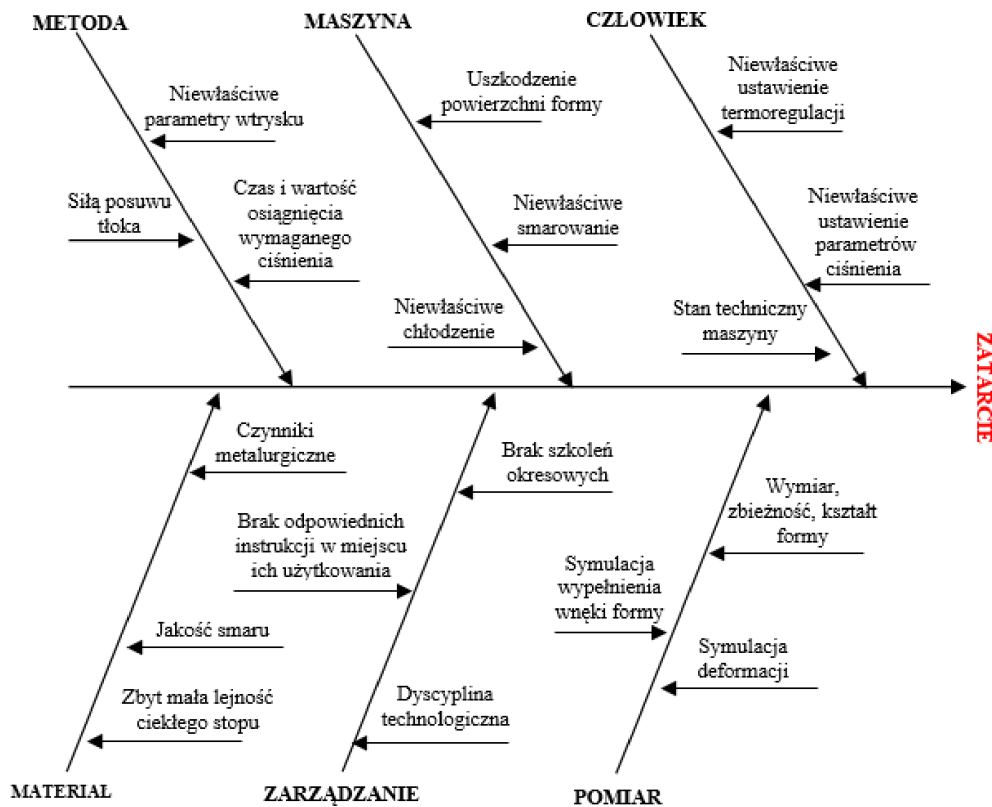 METODA
MASZYNA
CZŁOWIEK
Niewłaściwe
parametry wtrysku
Siłą posuwu
tłoka
Czas i wartość
osiągnięcia
wymaganego
ciśnienia
Uszkodzenie
powierzchni formy
Niewłaściwe
smarowanie
Niewłaściwe
chłodzenie
Niewłaściwe
ustawienie
termoregulacji
Niewłaściwe
ustawienie
parametrów
ciśnienia
Stan techniczny
maszyny
ZATARCIE
Czynniki
metalurgiczne
Jakość smaru
Zbyt mała lejność
ciekłego stopu
Brak szkoleń
okresowych
Brak odpowiednich
instrukcji w miejscu
ich użytkowania
Dyscyplina
technologiczna
Wymiar,
zbieżność, kształt
formy
Symulacja
wypełnienia
wnęki formy
Symulacja
deformacji
MATERIAŁ
ZARZĄDZANIE
POMIAR